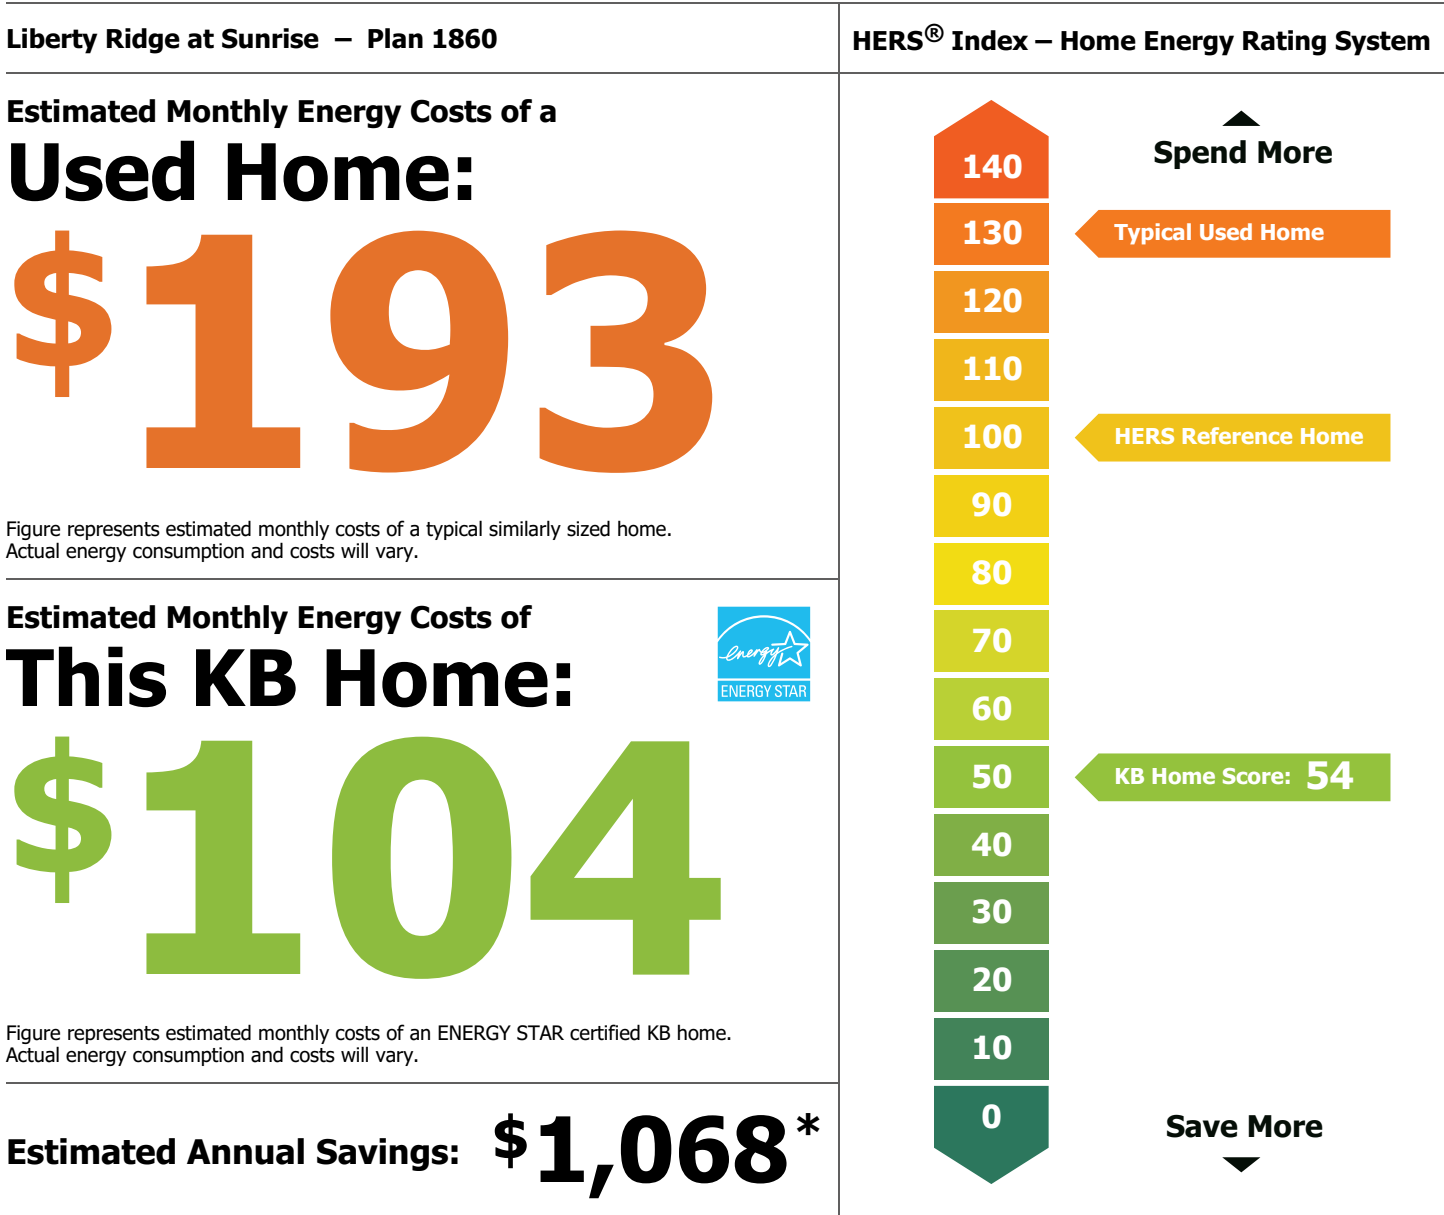 Liberty Ridge at Sunrise – Plan 1860
Estimated Monthly Energy Costs of a
Used Home:
$193
Figure represents estimated monthly costs of a typical similarly sized home.
Actual energy consumption and costs will vary.
Estimated Monthly Energy Costs of
This KB Home:
energy
ENERGY STAR
$104
Figure represents estimated monthly costs of an ENERGY STAR certified KB home.
Actual energy consumption and costs will vary.
Estimated Annual Savings: $1,068*
HERS® Index – Home Energy Rating System
Spend More
140
130 Typical Used Home
120
110
100 HERS Reference Home
90
80
70
60
50 KB Home Score: 54
40
30
20
10
0
Save More